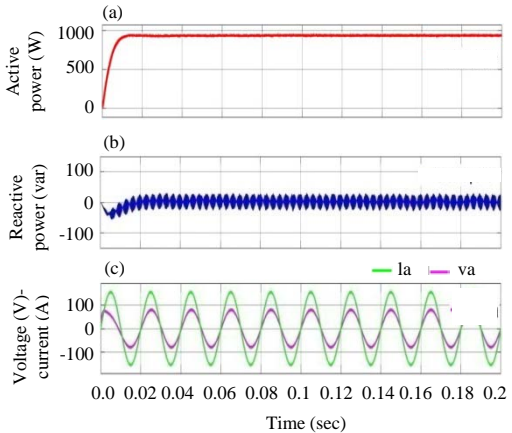 (a)
Active
power (W)
1000
500
0
(b)
Reactive
power (var)
100
0
-100
(c)
la va
Voltage (V)-
current (A)
100
0
-100
0.0 0.02 0.04 0.06 0.08 0.1 0.12 0.14 0.16 0.18 0.2
Time (sec)